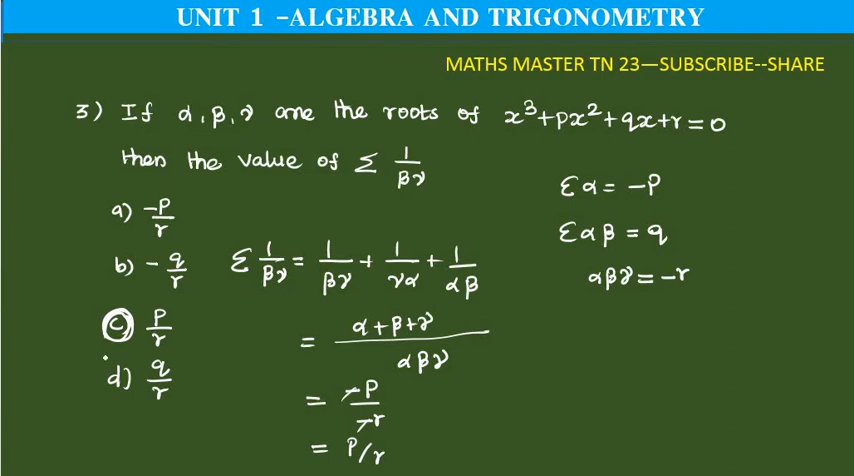 UNIT 1 –ALGEBRA AND TRIGONOMETRY
MATHS MASTER TN 23—SUBSCRIBE--SHARE
3) If α, β, γ are the roots of x³+px²+qx+r=0
then the value of Σ 1/βγ
a) -p/r
b) - q/r
c) p/r
d) q/r
Σ 1/βγ = 1/βγ + 1/γα + 1/αβ
= α+β+γ / αβγ
= -p/-r
= p/r
Σα = -p
Σαβ = q
αβγ = -r